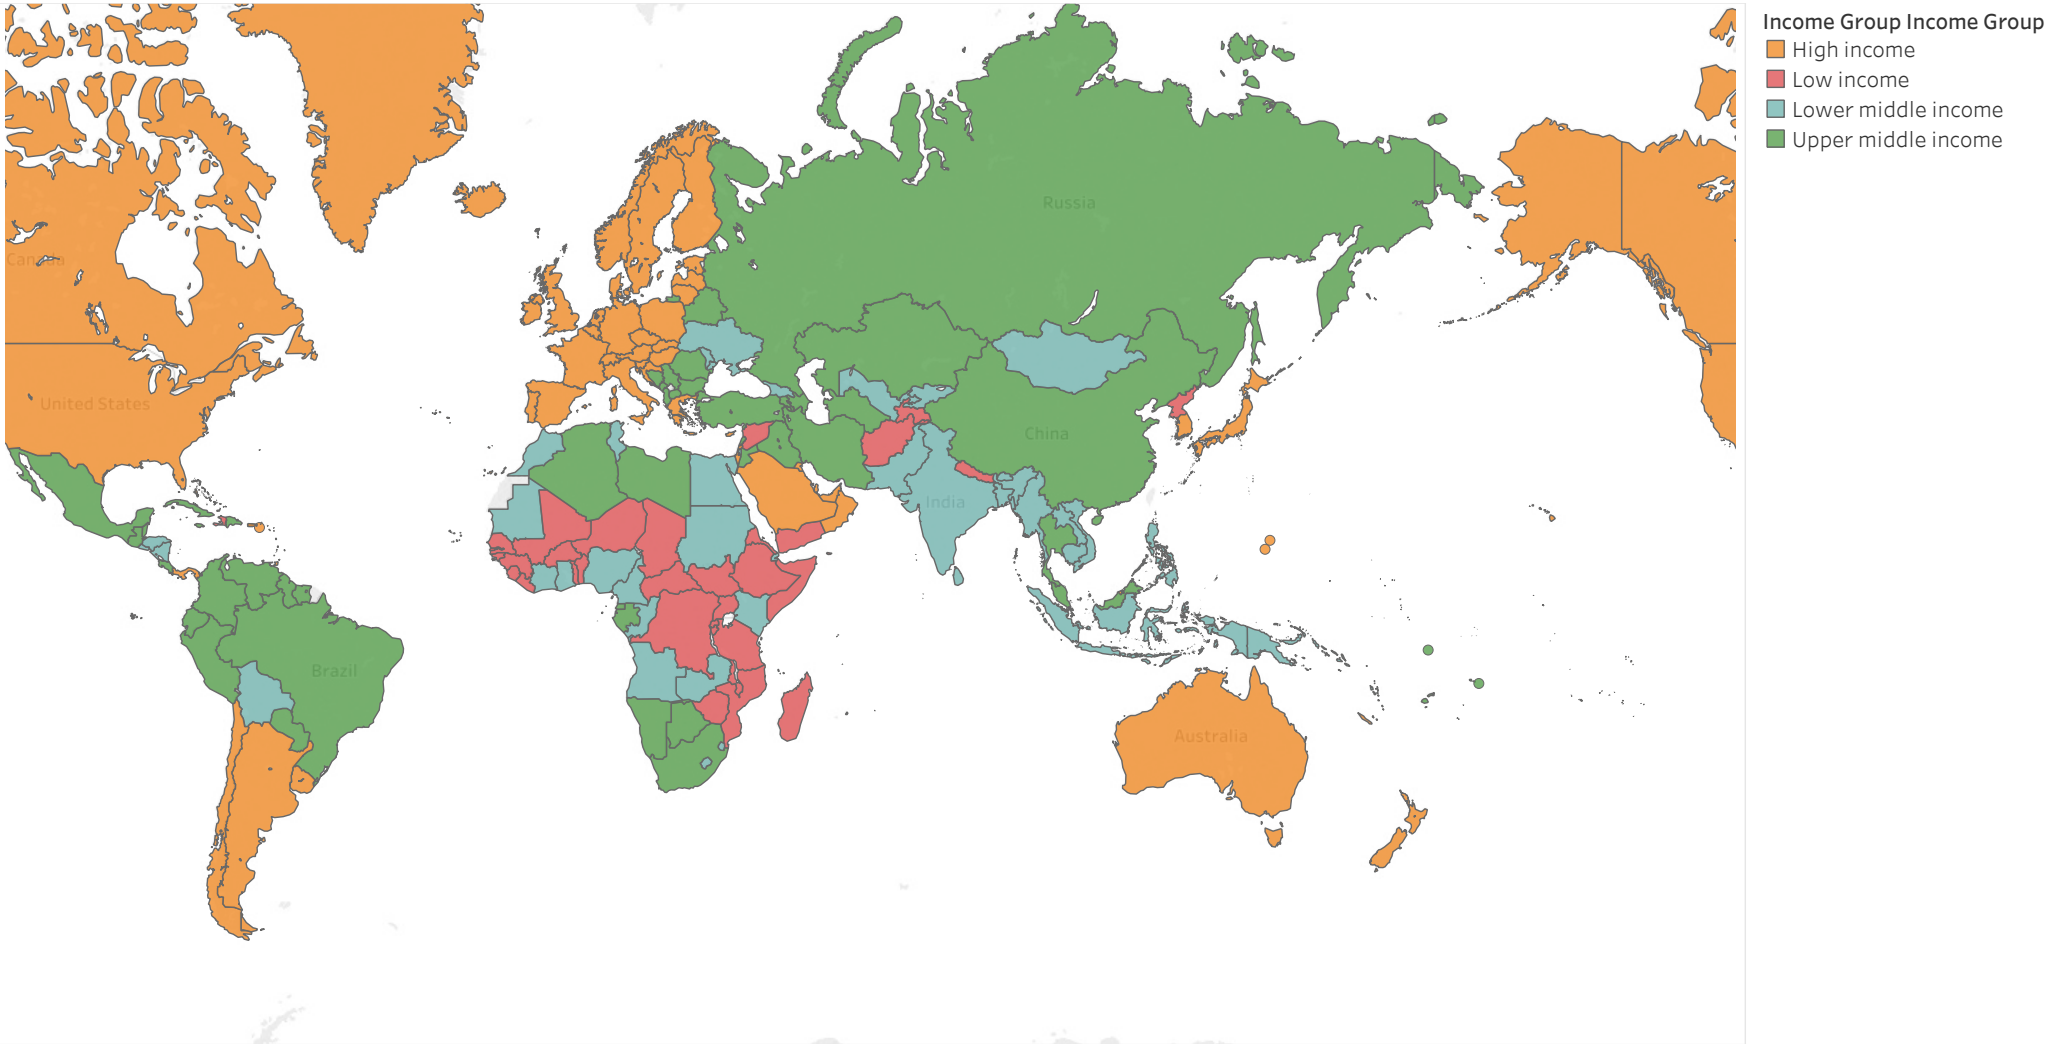 Income Group Income Group
High income
Low income
Lower middle income
Upper middle income
Russia
Canada
United States
China
India
Brazil
Australia